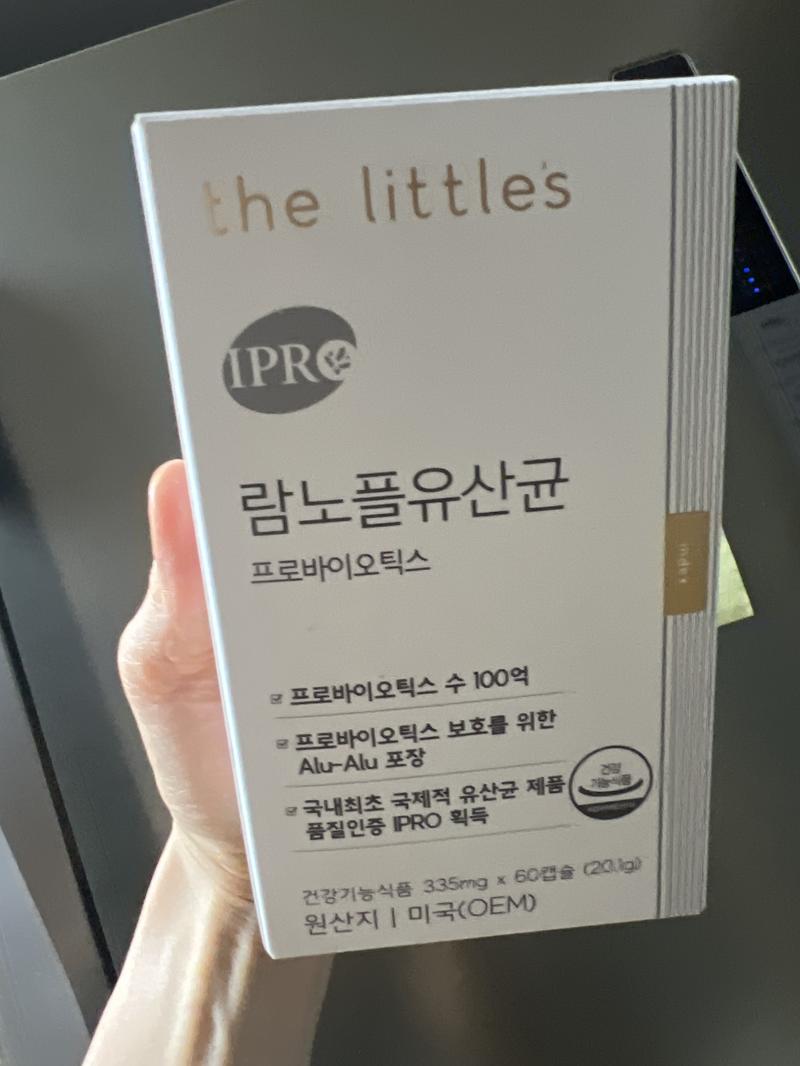 the little's
IPRO
람노플유산균
프로바이오틱스
index
프로바이오틱스 수 100억
프로바이오틱스 보호를 위한
Alu-Alu 포장
국내최초 국제적 유산균 제품
품질인증 IPRO 획득
건강
기능식품
건강기능식품 335mg x 60캡슐 (20.1g)
원산지 | 미국(OEM)